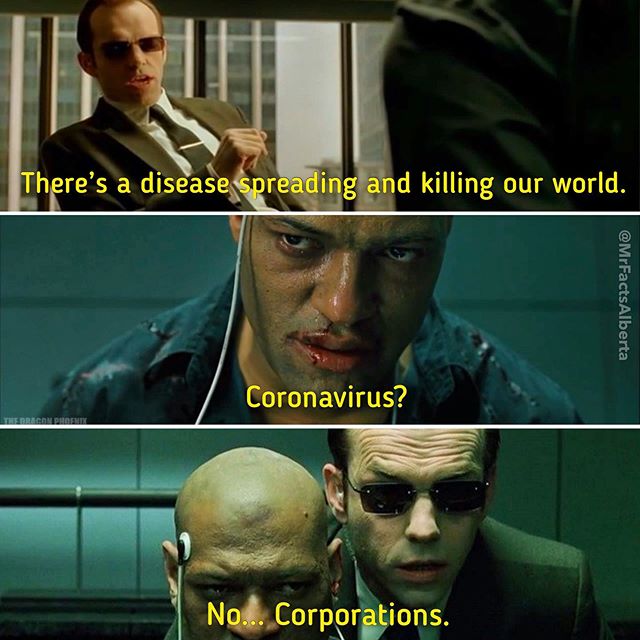 There's a disease spreading and killing our world.
@MrFactsAlberta
Coronavirus?
THE DRAGON PHOENIX
No... Corporations.